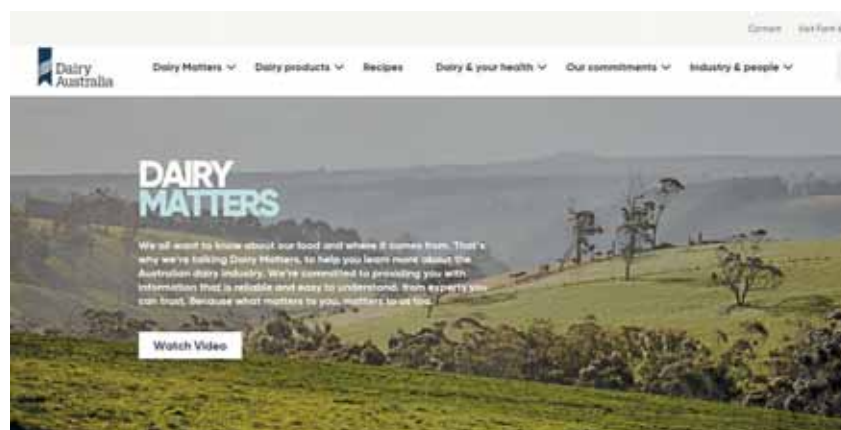 Contact Visit Farm
Dairy
Australia
Dairy Matters Dairy products Recipes Dairy & your health Our commitments Industry & people
DAIRY
MATTERS
We all want to know about our food and where it comes from. That's
why we're talking Dairy Matters, to help you learn more about the
Australian dairy industry. We're committed to providing you with
information that is reliable and easy to understand, from experts you
can trust. Because what matters to you, matters to us too.
Watch Video